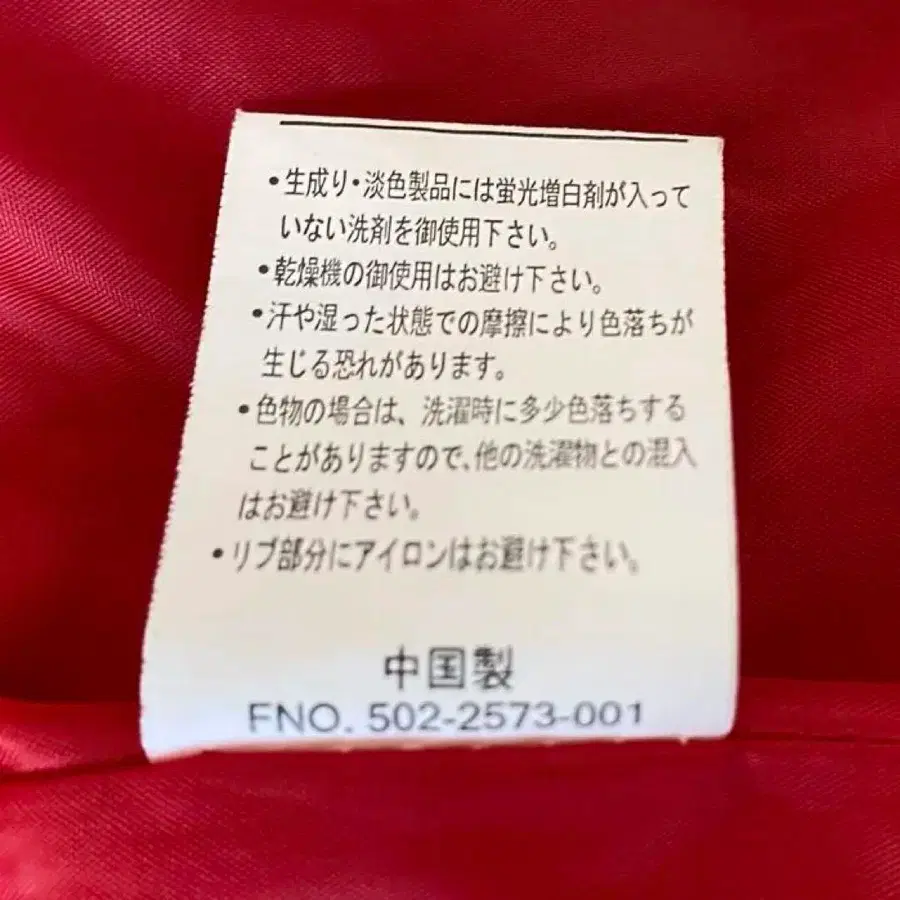 ・生成り・淡色製品には蛍光増白剤が入って
いない洗剤を御使用下さい。
・乾燥機の御使用はお避け下さい。
・汗や湿った状態での摩擦により色落ちが
生じる恐れがあります。
・色物の場合は、洗濯時に多少色落ちする
ことがありますので、他の洗濯物との混入
はお避け下さい。
・リブ部分にアイロンはお避け下さい。
中国製
FNO. 502-2573-001